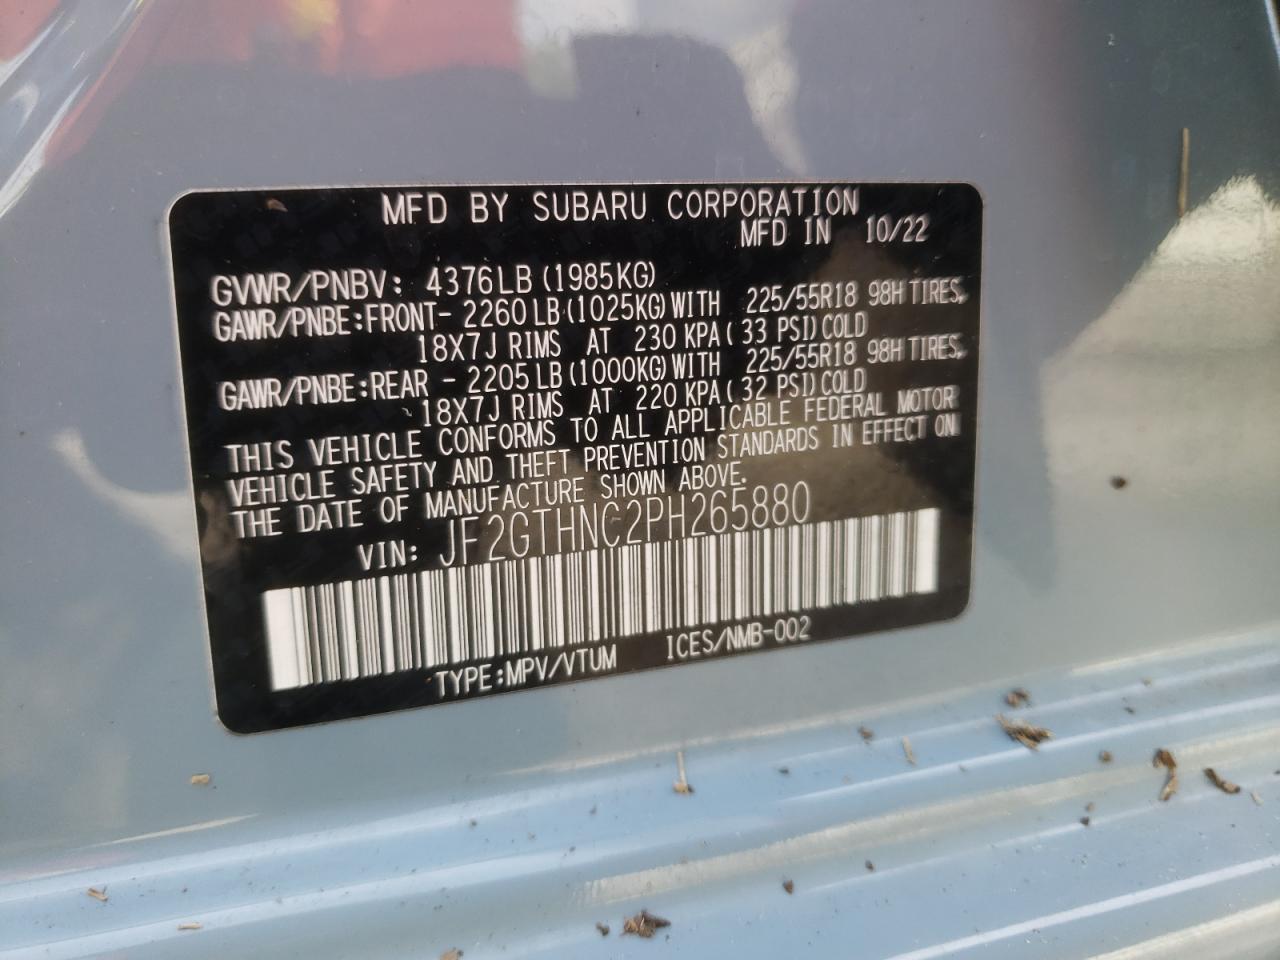 MFD BY SUBARU CORPORATION
MFD IN 10/22
GVWR/PNBV: 4376LB (1985KG)
GAWR/PNBE:FRONT- 2260LB (1025KG) WITH 225/55R18 98H TIRES,
18X7J RIMS AT 230 KPA( 33 PSI) COLD
GAWR/PNBE:REAR - 2205LB (1000KG) WITH 225/55R18 98H TIRES,
18X7J RIMS AT 220 KPA( 32 PSI) COLD
THIS VEHICLE CONFORMS TO ALL APPLICABLE FEDERAL MOTOR
VEHICLE SAFETY AND THEFT PREVENTION STANDARDS IN EFFECT ON
THE DATE OF MANUFACTURE SHOWN ABOVE.
VIN: JF2GTHNC2PH265880
TYPE:MPV/VTUM ICES/NMB-002